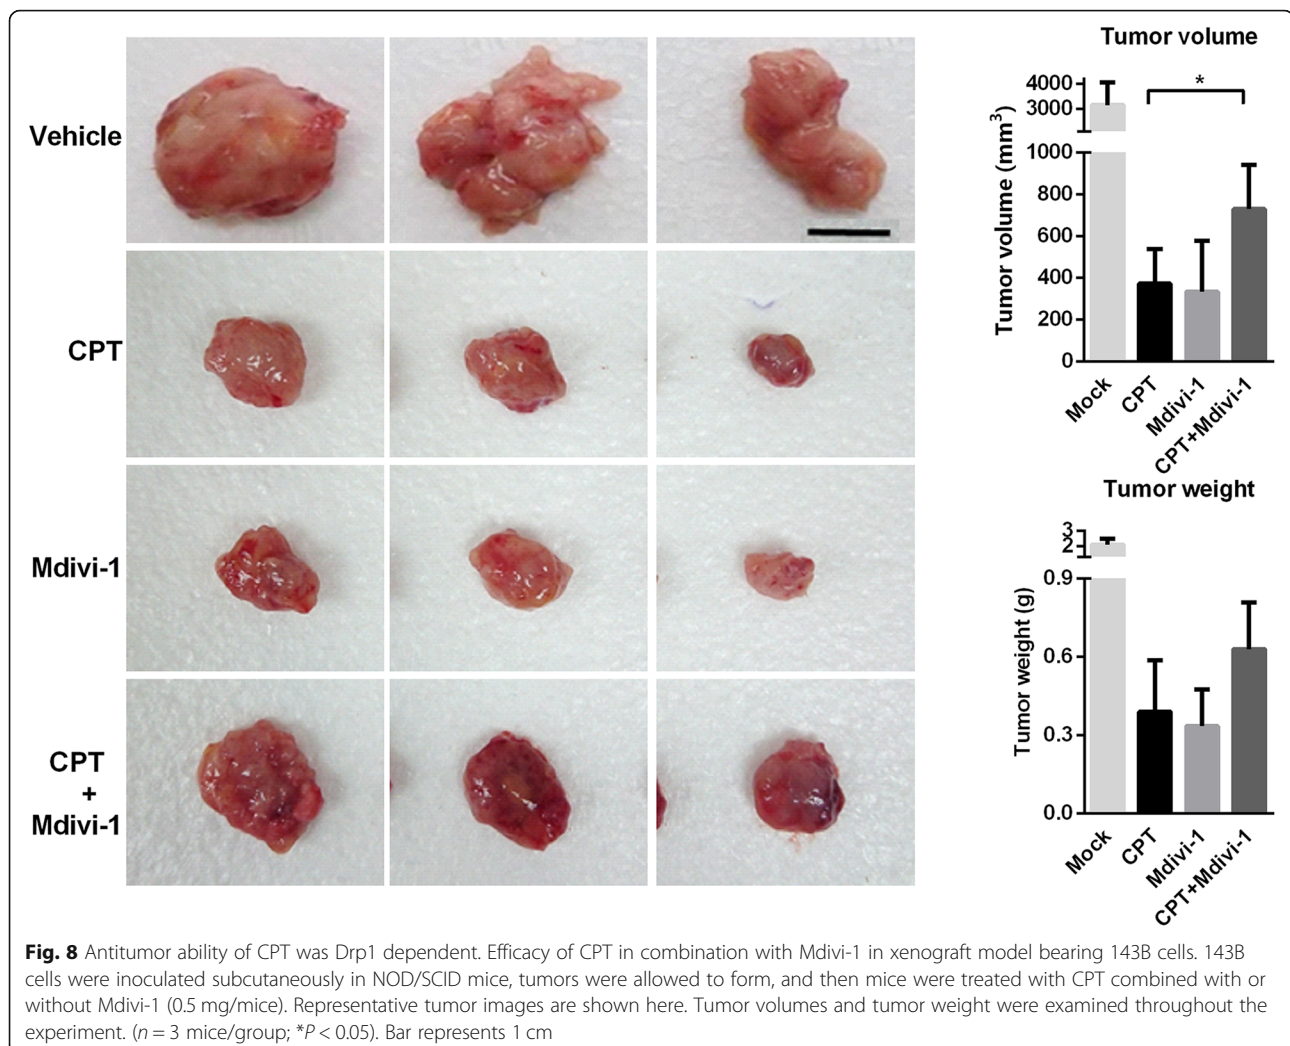 Vehicle
CPT
Mdivi-1
CPT
+
Mdivi-1
Tumor volume
Tumor volume (mm³)
4000
3000
1000
800
600
400
200
0
*
Mock
CPT
Mdivi-1
CPT+Mdivi-1
Tumor weight
Tumor weight (g)
3
2
0.9
0.6
0.3
0.0
Mock
CPT
Mdivi-1
CPT+Mdivi-1
Fig. 8 Antitumor ability of CPT was Drp1 dependent. Efficacy of CPT in combination with Mdivi-1 in xenograft model bearing 143B cells. 143B
cells were inoculated subcutaneously in NOD/SCID mice, tumors were allowed to form, and then mice were treated with CPT combined with or
without Mdivi-1 (0.5 mg/mice). Representative tumor images are shown here. Tumor volumes and tumor weight were examined throughout the
experiment. (n = 3 mice/group; *P < 0.05). Bar represents 1 cm